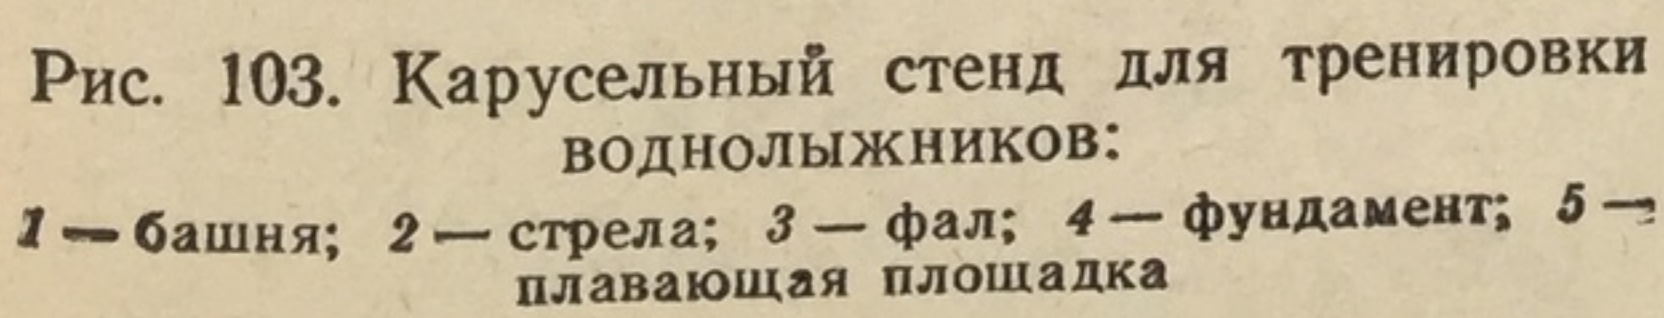 Рис. 103. Карусельный стенд для тренировки
воднолыжников:
1 — башня; 2 — стрела; 3 — фал; 4 — фундамент; 5 —
плавающая площадка